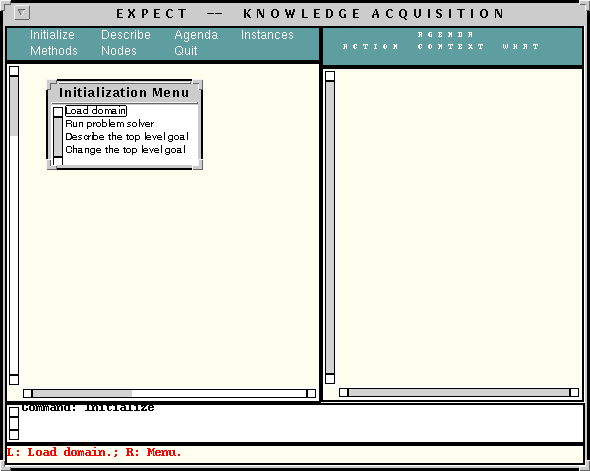 EXPECT -- KNOWLEDGE ACQUISITION
Initialize Describe Agenda Instances
Methods Nodes Quit
AGENDA
ACTION CONTEXT WHAT
Initialization Menu
Load domain
Run problem solver
Describe the top level goal
Change the top level goal
Command: Initialize
L: Load domain.; R: Menu.